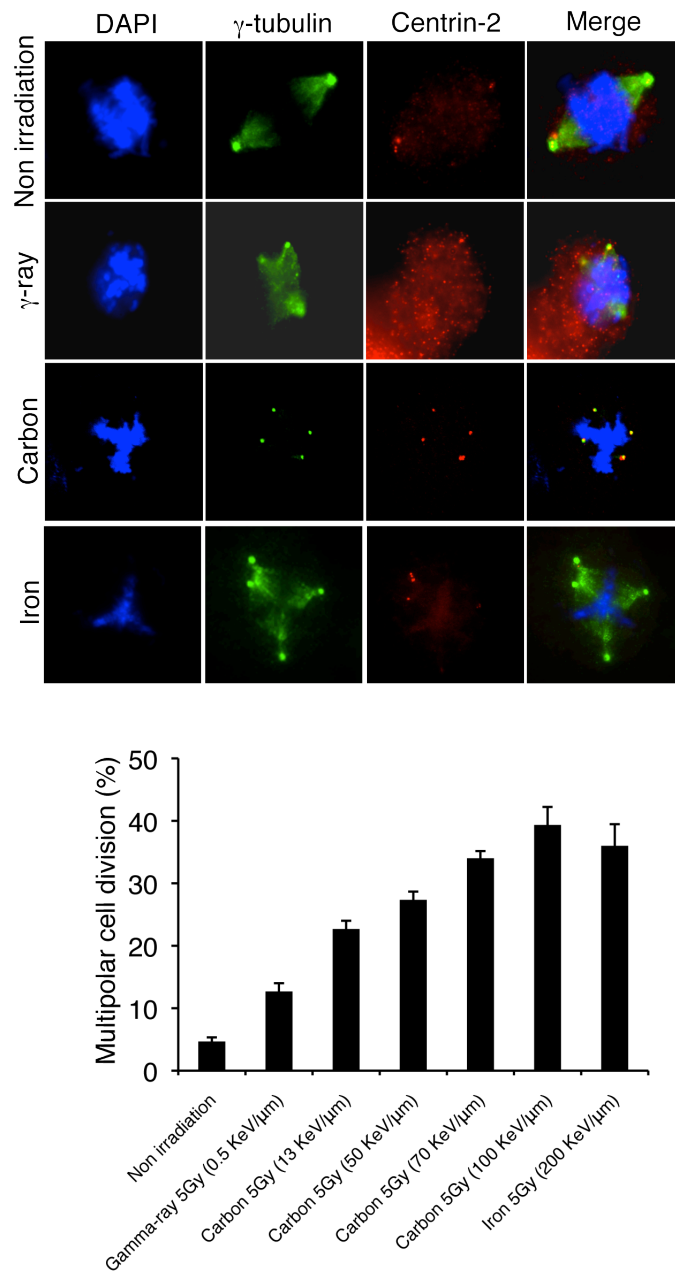 DAPI γ-tubulin Centrin-2 Merge
Non irradiation
γ-ray
Carbon
Iron
Multipolar cell division (%)
50
40
30
20
10
0
Non irradiation
Gamma-ray 5Gy (0.5 KeV/μm)
Carbon 5Gy (13 KeV/μm)
Carbon 5Gy (50 KeV/μm)
Carbon 5Gy (70 KeV/μm)
Carbon 5Gy (100 KeV/μm)
Iron 5Gy (200 KeV/μm)